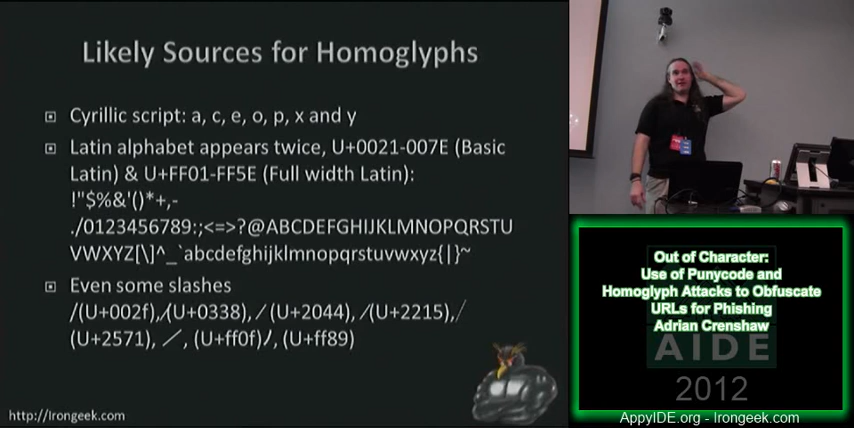 Likely Sources for Homoglyphs
Cyrillic script: a, c, e, o, p, x and y
Latin alphabet appears twice, U+0021-007E (Basic
Latin) & U+FF01-FF5E (Full width Latin):
!"$%&'()*+,-
./0123456789:;<=>?@ABCDEFGHIJKLMNOPQRSTU
VWXYZ[\]^_`abcdefghijklmnopqrstuvwxyz{|}~
Even some slashes
/(U+002f),̸(U+0338), ⁄ (U+2044), ∕(U+2215),╱
(U+2571), ／, (U+ff0f)ﾉ, (U+ff89)
http://Irongeek.com
Out of Character:
Use of Punycode and
Homoglyph Attacks to Obfuscate
URLs for Phishing
Adrian Crenshaw
AIDE
2012
AppyIDE.org - Irongeek.com